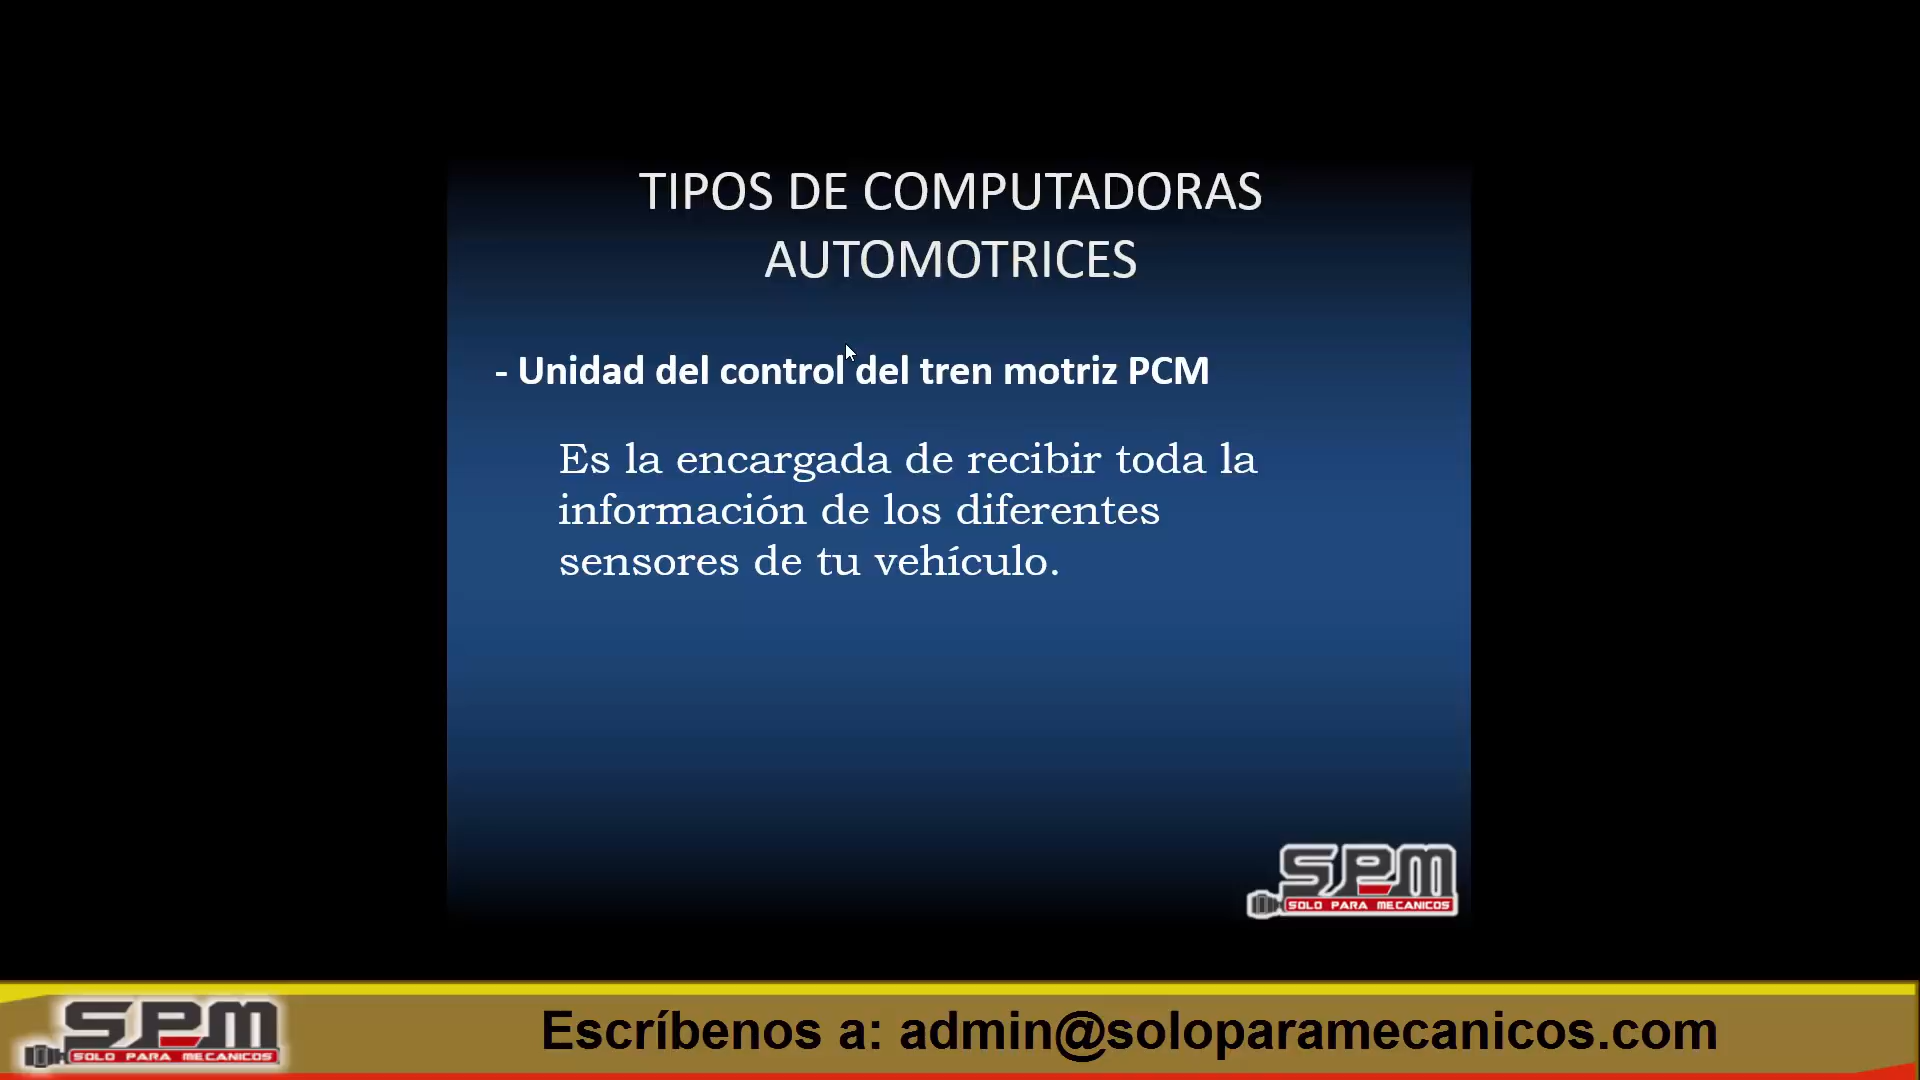 TIPOS DE COMPUTADORAS
AUTOMOTRICES
- Unidad del control del tren motriz PCM
Es la encargada de recibir toda la
información de los diferentes
sensores de tu vehículo.
SPM
SOLO PARA MECANICOS
SPM
SOLO PARA MECANICOS
Escríbenos a: admin@soloparamecanicos.com